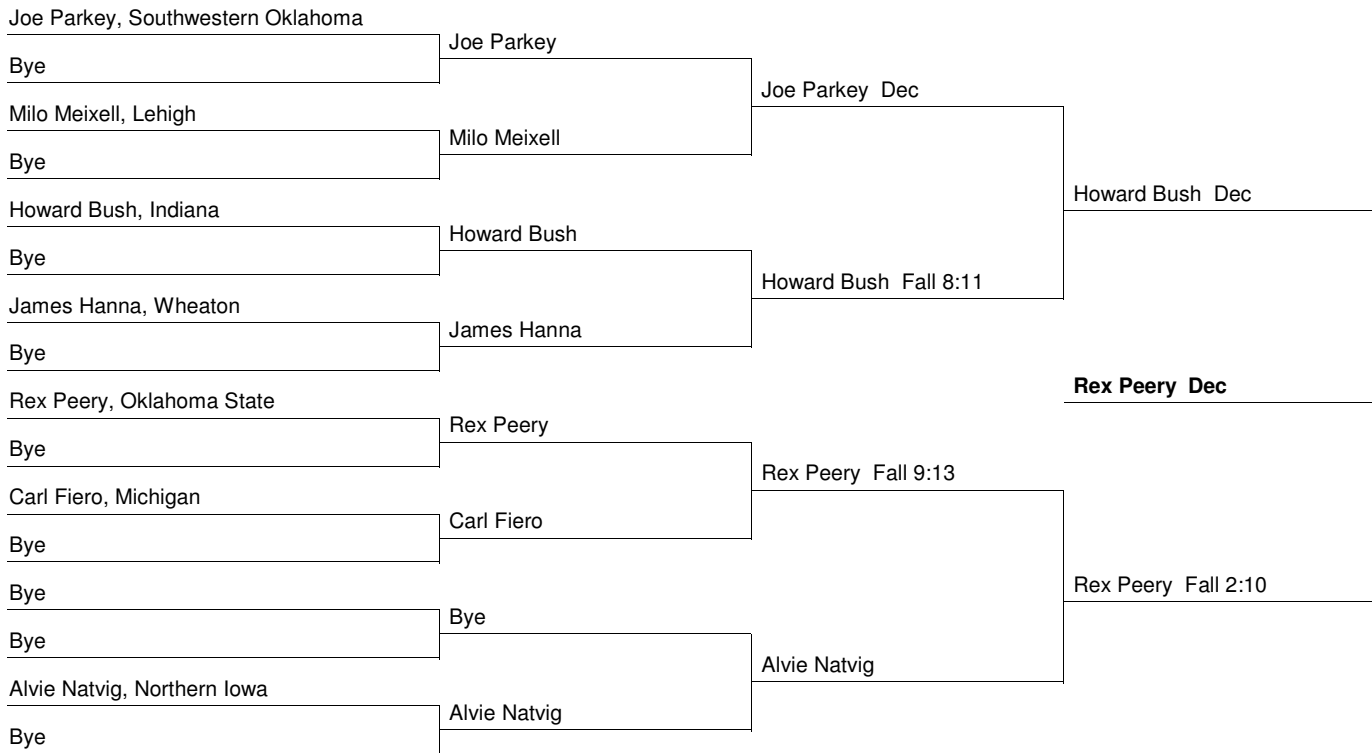 Joe Parkey, Southwestern Oklahoma
Bye
Milo Meixell, Lehigh
Bye
Howard Bush, Indiana
Bye
James Hanna, Wheaton
Bye
Rex Peery, Oklahoma State
Bye
Carl Fiero, Michigan
Bye
Bye
Bye
Alvie Natvig, Northern Iowa
Bye
Joe Parkey
Milo Meixell
Howard Bush
James Hanna
Rex Peery
Carl Fiero
Bye
Alvie Natvig
Joe Parkey Dec
Howard Bush Fall 8:11
Rex Peery Fall 9:13
Alvie Natvig
Howard Bush Dec
Rex Peery Dec
Rex Peery Fall 2:10